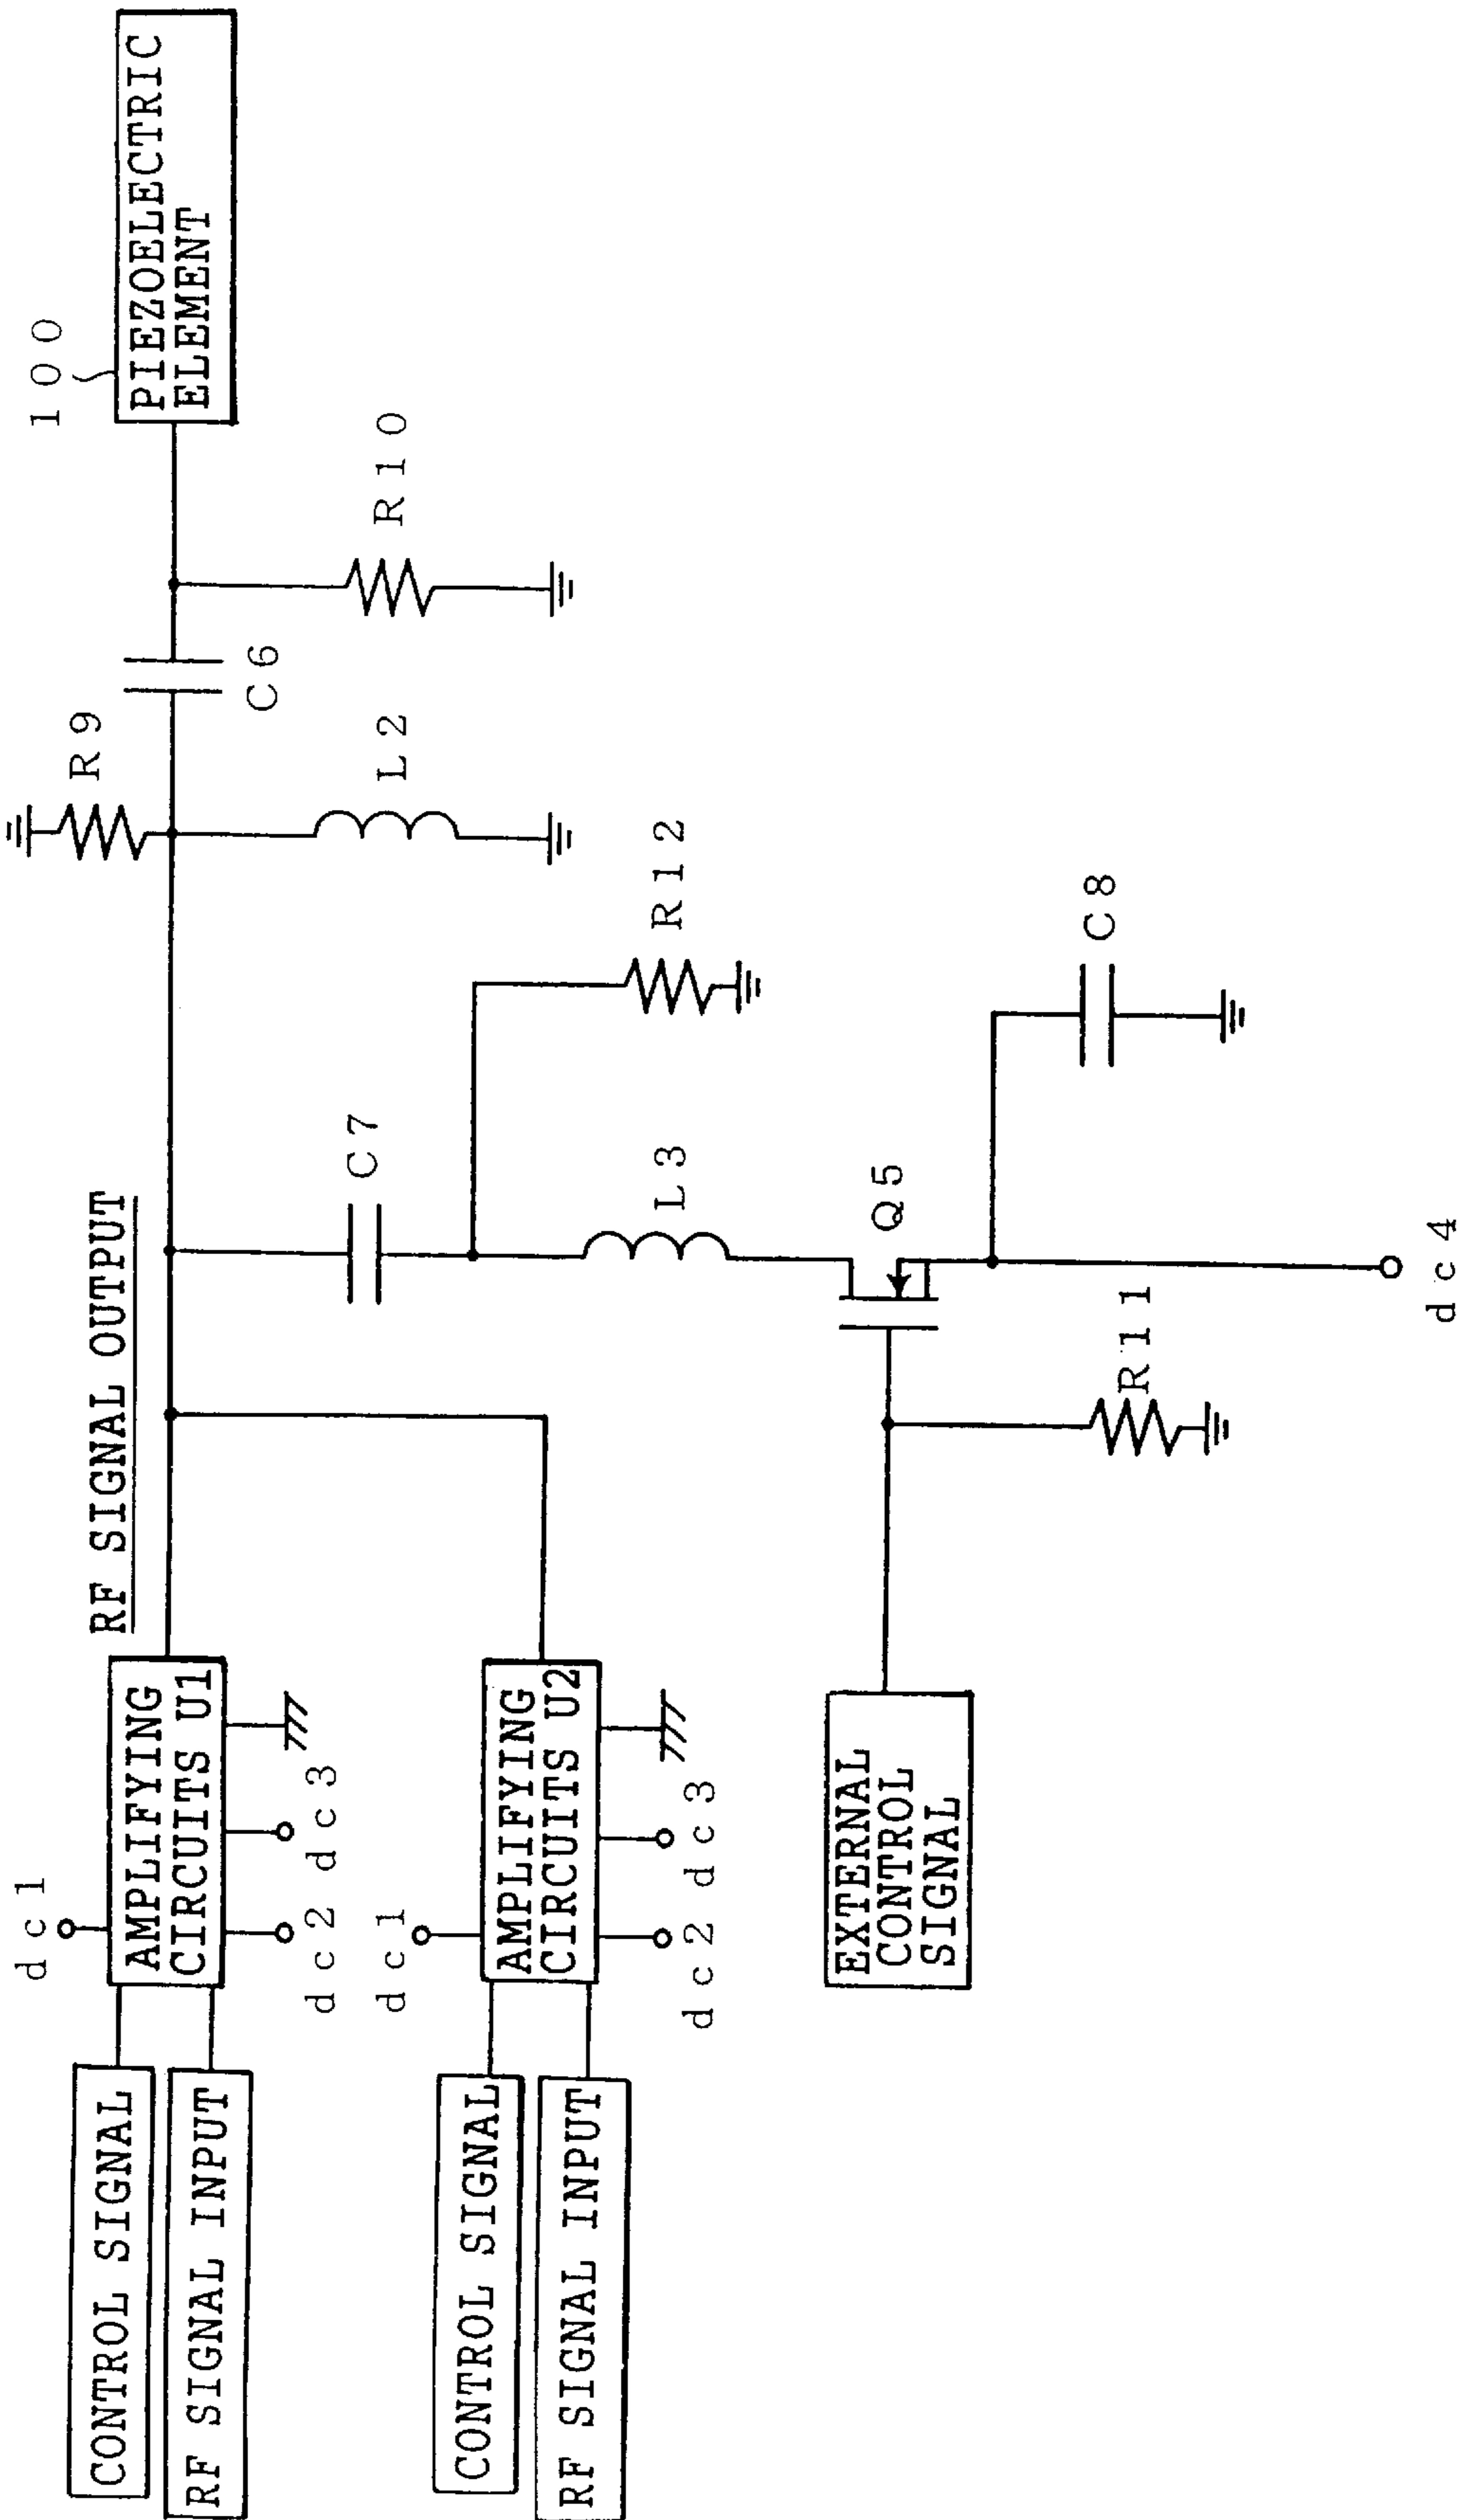 dc1
CONTROL SIGNAL
RF SIGNAL INPUT
AMPLIFYING
CIRCUITS U1
dc2
dc3
RF SIGNAL OUTPUT
R9
C6
100
PIEZOELECTRIC
ELEMENT
R10
L2
C7
R12
dc1
CONTROL SIGNAL
RF SIGNAL INPUT
AMPLIFYING
CIRCUITS U2
dc2
dc3
L3
EXTERNAL
CONTROL
SIGNAL
Q5
R11
C8
dc4